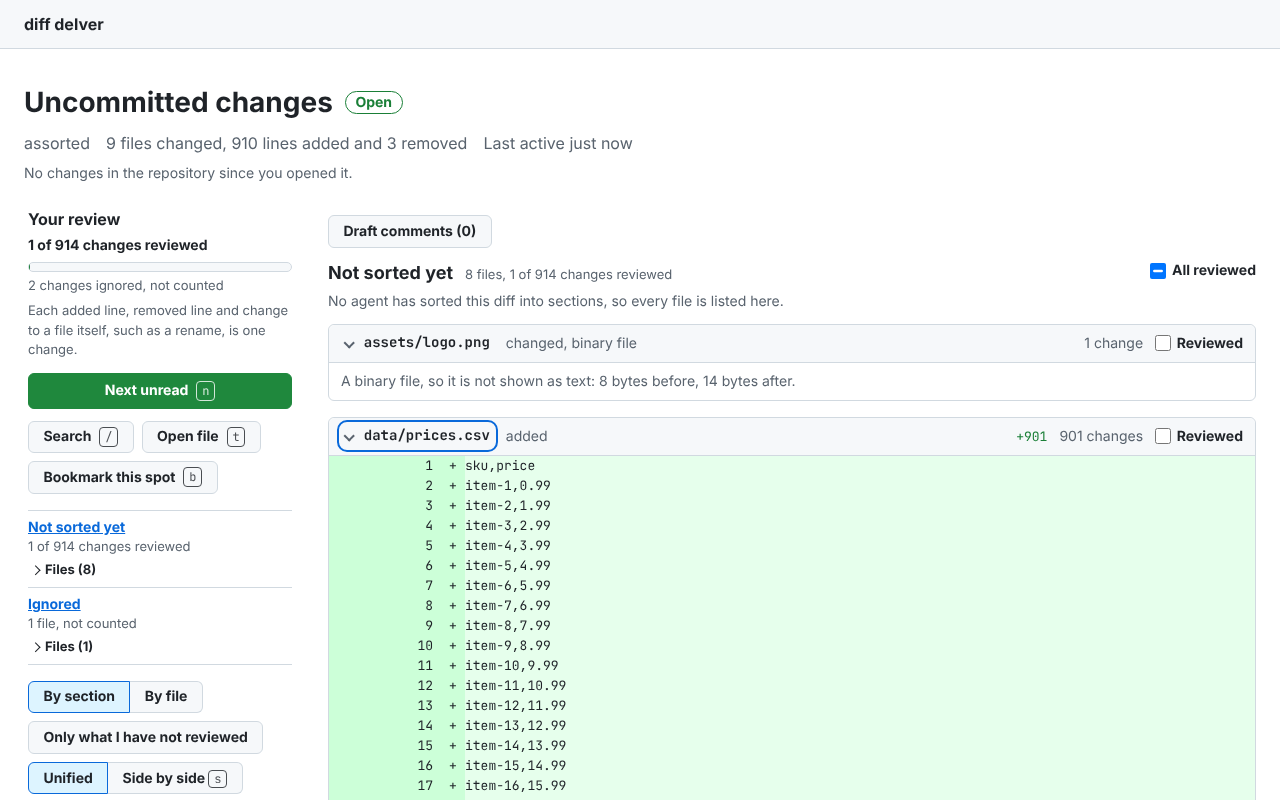 diff delver
Uncommitted changes Open
assorted 9 files changed, 910 lines added and 3 removed Last active just now
No changes in the repository since you opened it.
Your review
1 of 914 changes reviewed
2 changes ignored, not counted
Each added line, removed line and change
to a file itself, such as a rename, is one
change.
Next unread n
Search / Open file t
Bookmark this spot b
Not sorted yet
1 of 914 changes reviewed
Files (8)
Ignored
1 file, not counted
Files (1)
By section By file
Only what I have not reviewed
Unified Side by side s
Draft comments (0)
Not sorted yet 8 files, 1 of 914 changes reviewed All reviewed
No agent has sorted this diff into sections, so every file is listed here.
assets/logo.png changed, binary file 1 change Reviewed
A binary file, so it is not shown as text: 8 bytes before, 14 bytes after.
data/prices.csv added +901 901 changes Reviewed
1 + sku,price
2 + item-1,0.99
3 + item-2,1.99
4 + item-3,2.99
5 + item-4,3.99
6 + item-5,4.99
7 + item-6,5.99
8 + item-7,6.99
9 + item-8,7.99
10 + item-9,8.99
11 + item-10,9.99
12 + item-11,10.99
13 + item-12,11.99
14 + item-13,12.99
15 + item-14,13.99
16 + item-15,14.99
17 + item-16,15.99